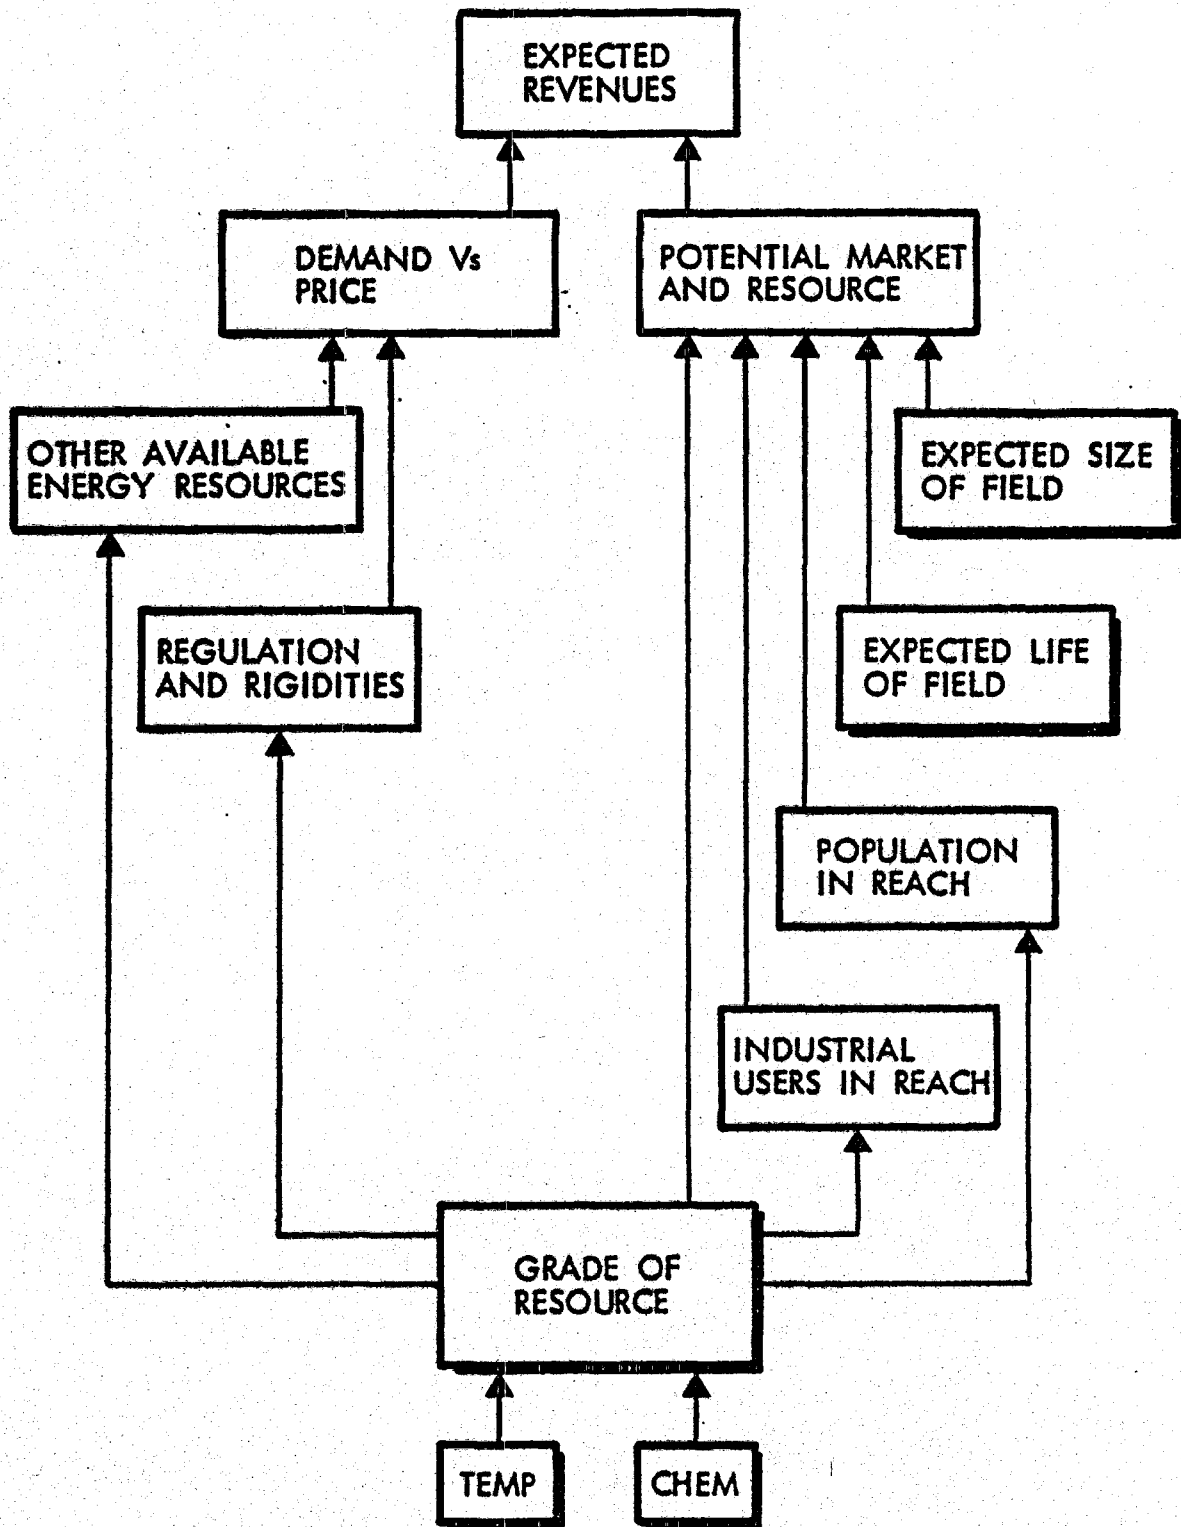 EXPECTED
REVENUES
DEMAND Vs
PRICE
POTENTIAL MARKET
AND RESOURCE
OTHER AVAILABLE
ENERGY RESOURCES
EXPECTED SIZE
OF FIELD
REGULATION
AND RIGIDITIES
EXPECTED LIFE
OF FIELD
POPULATION
IN REACH
INDUSTRIAL
USERS IN REACH
GRADE OF
RESOURCE
TEMP
CHEM